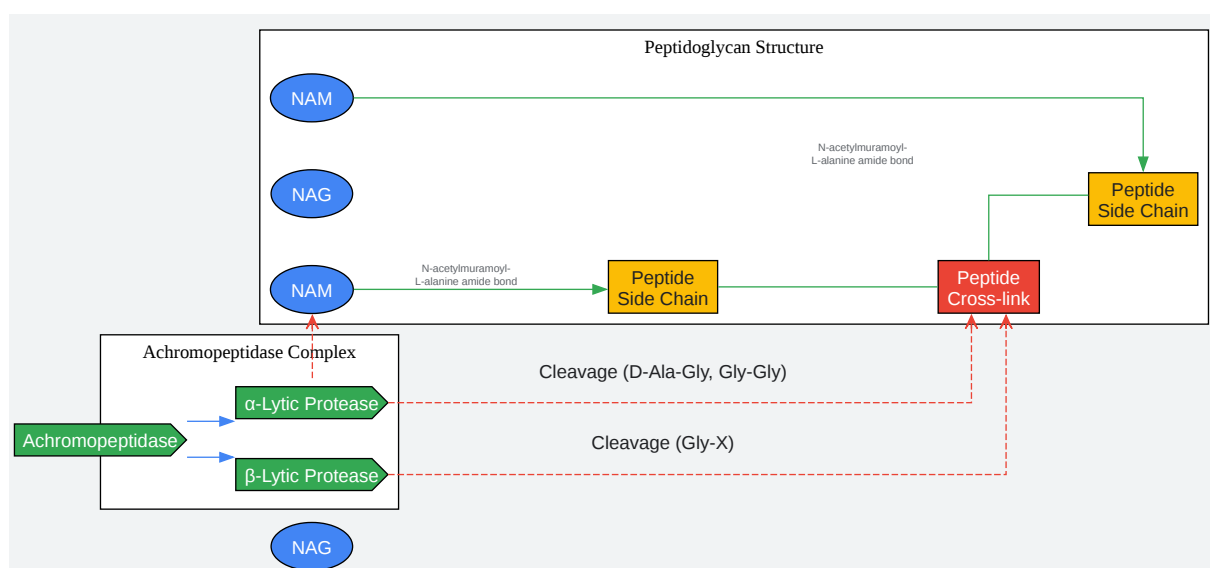 Peptidoglycan Structure
NAM
N-acetylmuramoyl-
L-alanine amide bond
NAG
Peptide
Side Chain
NAM
N-acetylmuramoyl-
L-alanine amide bond
Peptide
Side Chain
Peptide
Cross-link
Achromopeptidase Complex
Cleavage (D-Ala-Gly, Gly-Gly)
α-Lytic Protease
Achromopeptidase
Cleavage (Gly-X)
β-Lytic Protease
NAG